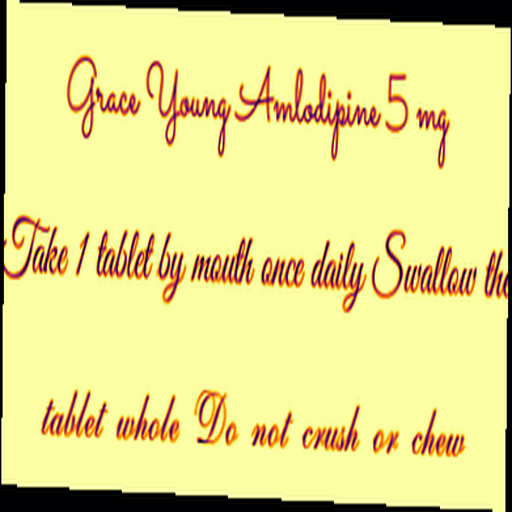 Grace Young Amlodipine 5 mg
Take 1 tablet by mouth once daily Swallow the
tablet whole Do not crush or chew